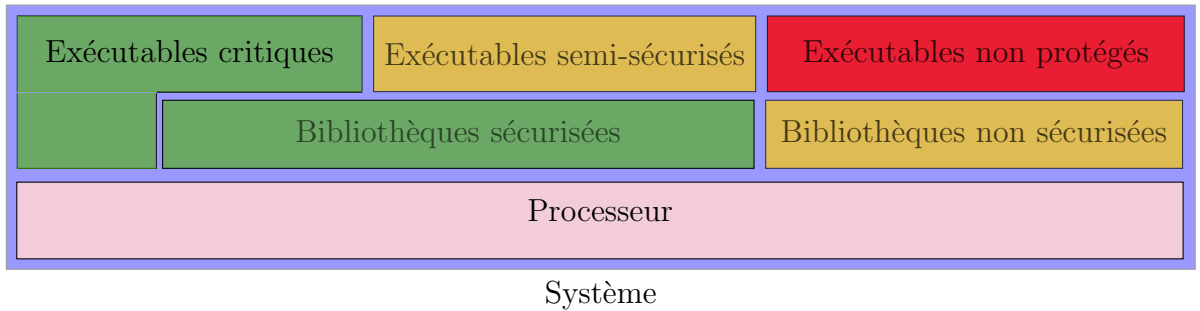 Exécutables critiques
Exécutables semi-sécurisés
Exécutables non protégés
Bibliothèques sécurisées
Bibliothèques non sécurisées
Processeur
Système